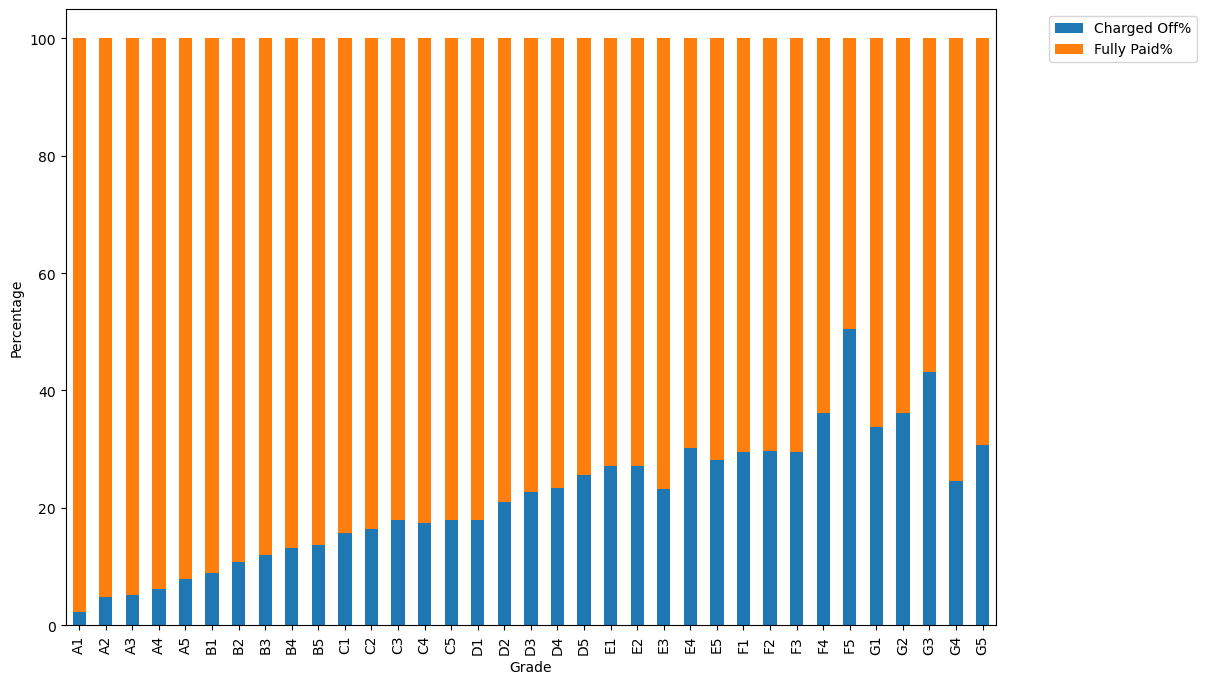 Charged Off%
Fully Paid%
100
80
60
40
20
0
Percentage
A1 A2 A3 A4 A5 B1 B2 B3 B4 B5 C1 C2 C3 C4 C5 D1 D2 D3 D4 D5 E1 E2 E3 E4 E5 F1 F2 F3 F4 F5 G1 G2 G3 G4 G5
Grade